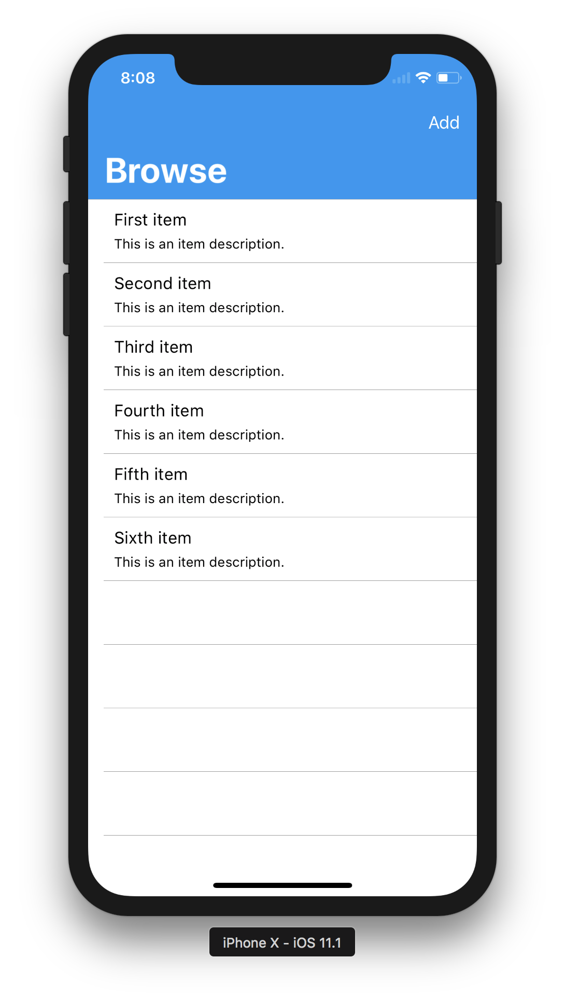 8:08
Add
Browse
First item
This is an item description.
Second item
This is an item description.
Third item
This is an item description.
Fourth item
This is an item description.
Fifth item
This is an item description.
Sixth item
This is an item description.
iPhone X - iOS 11.1